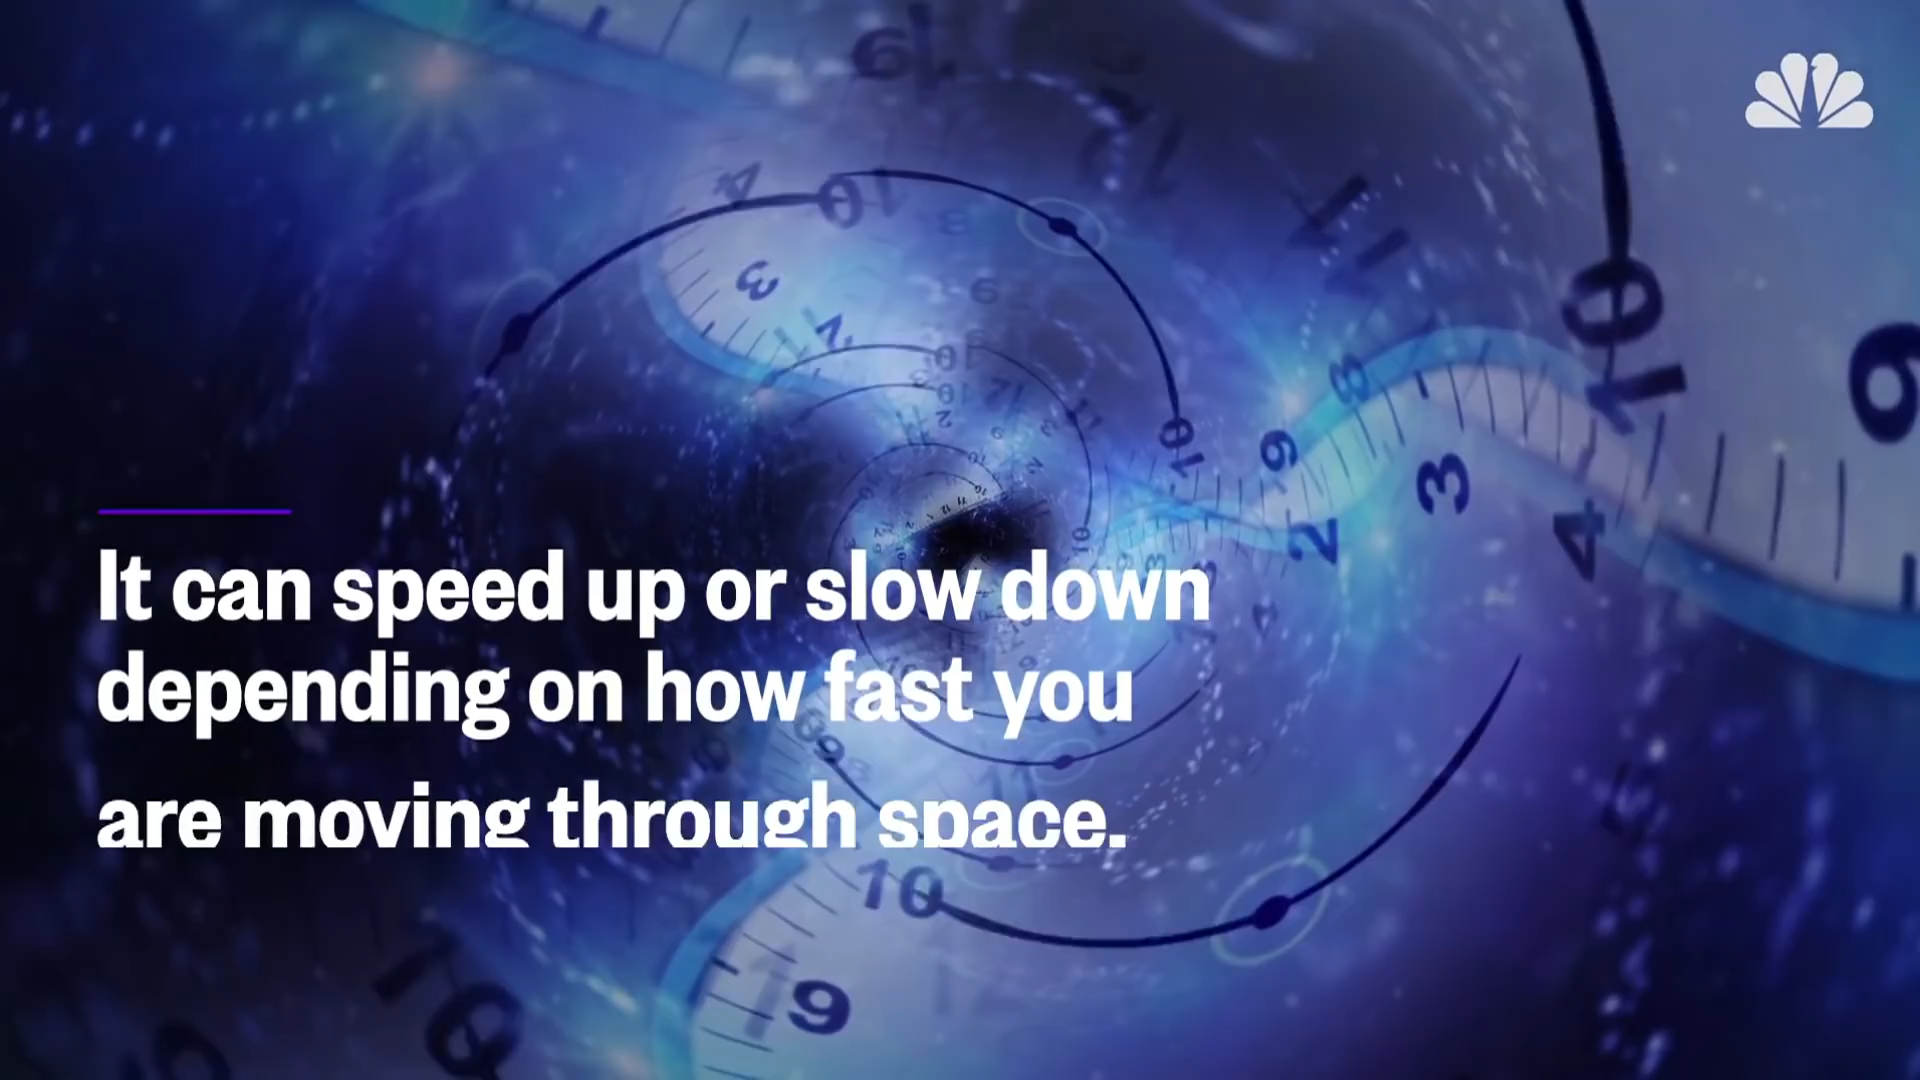 It can speed up or slow down
depending on how fast you
are moving through space.